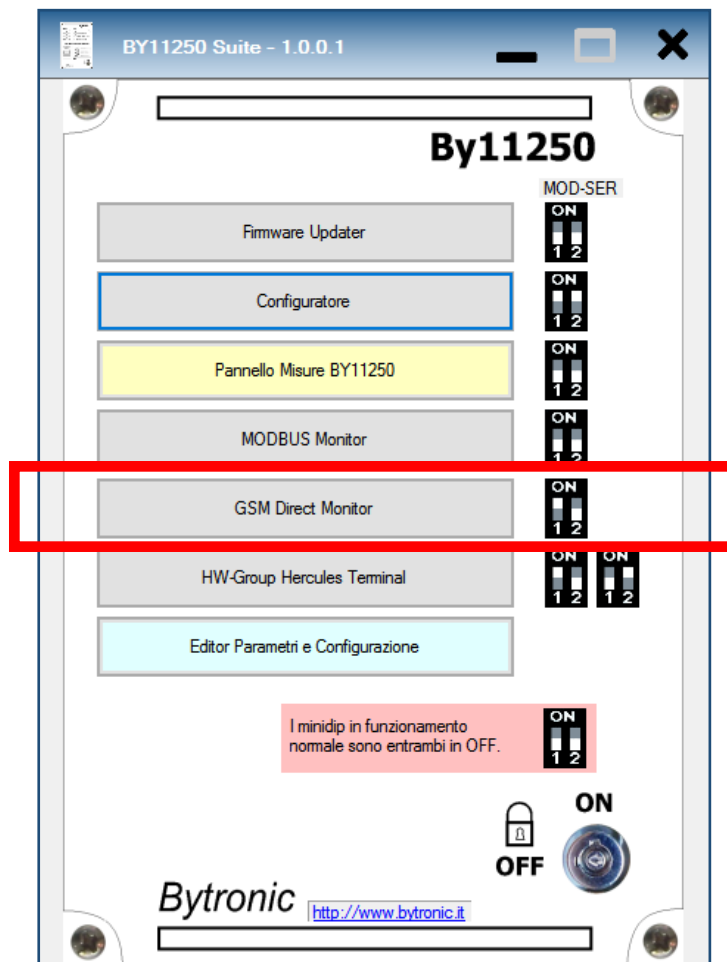 BY11250 Suite - 1.0.0.1
By11250
MOD-SER
Firmware Updater
ON
1 2
Configuratore
ON
1 2
Pannello Misure BY11250
ON
1 2
MODBUS Monitor
ON
1 2
GSM Direct Monitor
ON
1 2
HW-Group Hercules Terminal
ON ON
1 2 1 2
Editor Parametri e Configurazione
I minidip in funzionamento
normale sono entrambi in OFF.
ON
1 2
ON
OFF
Bytronic http://www.bytronic.it